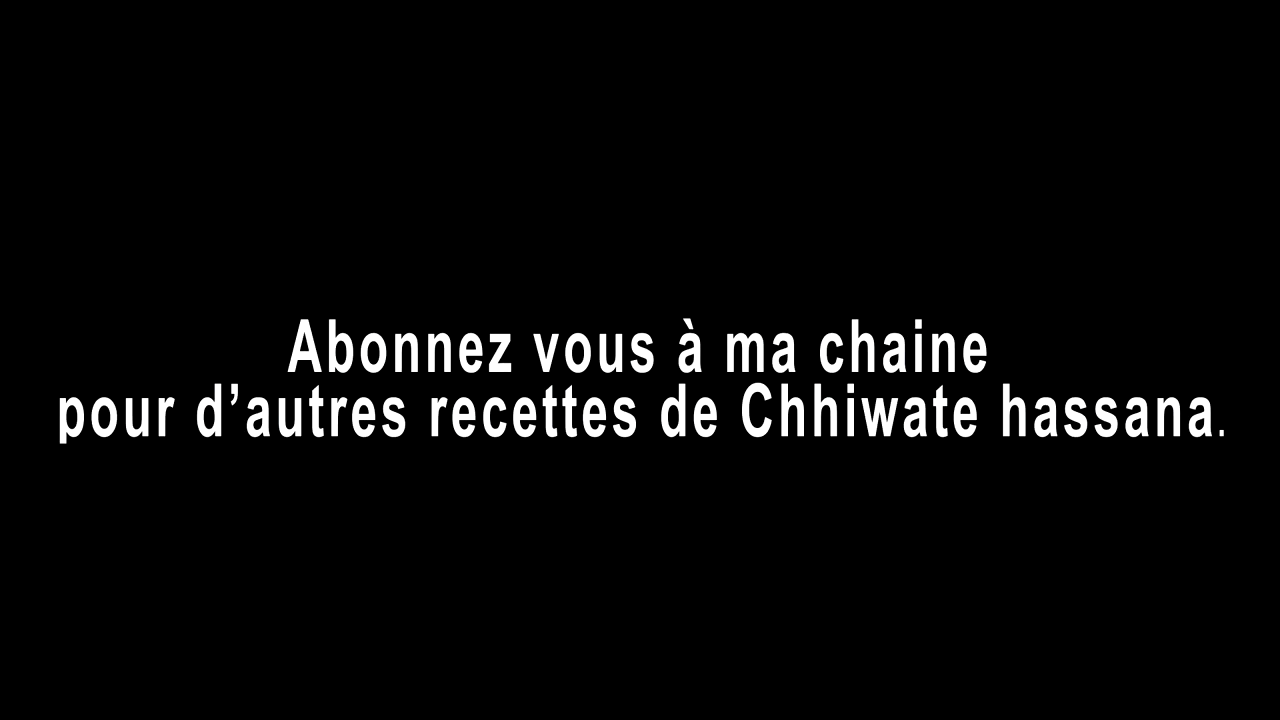 Abonnez vous à ma chaine
pour d’autres recettes de Chhiwate hassana.